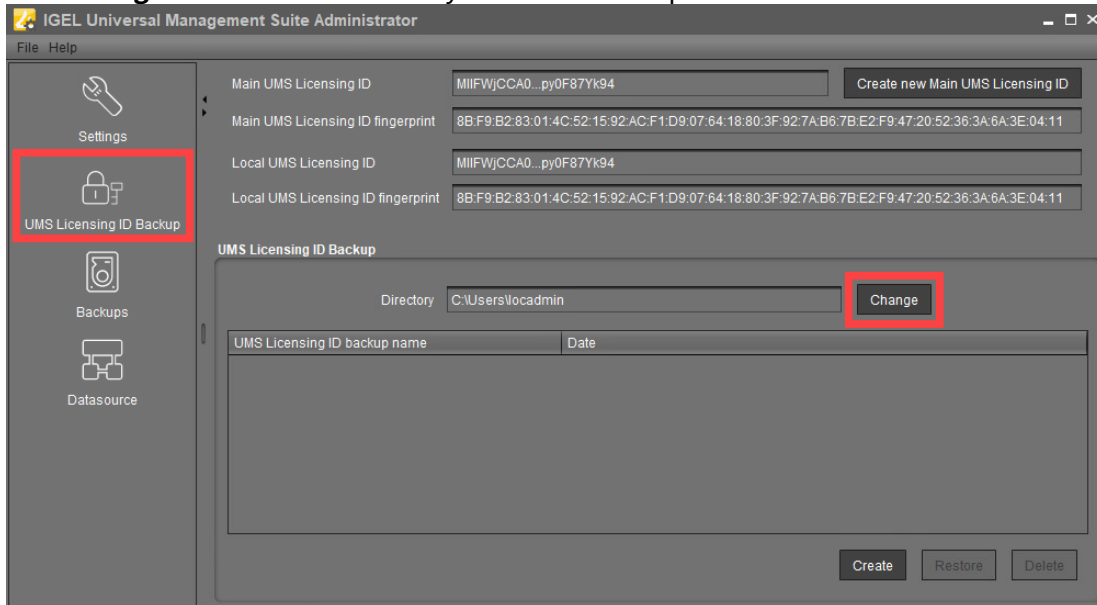 IGEL Universal Management Suite Administrator
File Help
Settings
UMS Licensing ID Backup
Backups
Datasource
Main UMS Licensing ID MIIFWjCCA0...py0F87Yk94 Create new Main UMS Licensing ID
Main UMS Licensing ID fingerprint 8B:F9:B2:83:01:4C:52:15:92:AC:F1:D9:07:64:18:80:3F:92:7A:B6:7B:E2:F9:47:20:52:36:3A:6A:3E:04:11
Local UMS Licensing ID MIIFWjCCA0...py0F87Yk94
Local UMS Licensing ID fingerprint 8B:F9:B2:83:01:4C:52:15:92:AC:F1:D9:07:64:18:80:3F:92:7A:B6:7B:E2:F9:47:20:52:36:3A:6A:3E:04:11
UMS Licensing ID Backup
Directory C:\Users\locadmin Change
UMS Licensing ID backup name Date
Create Restore Delete